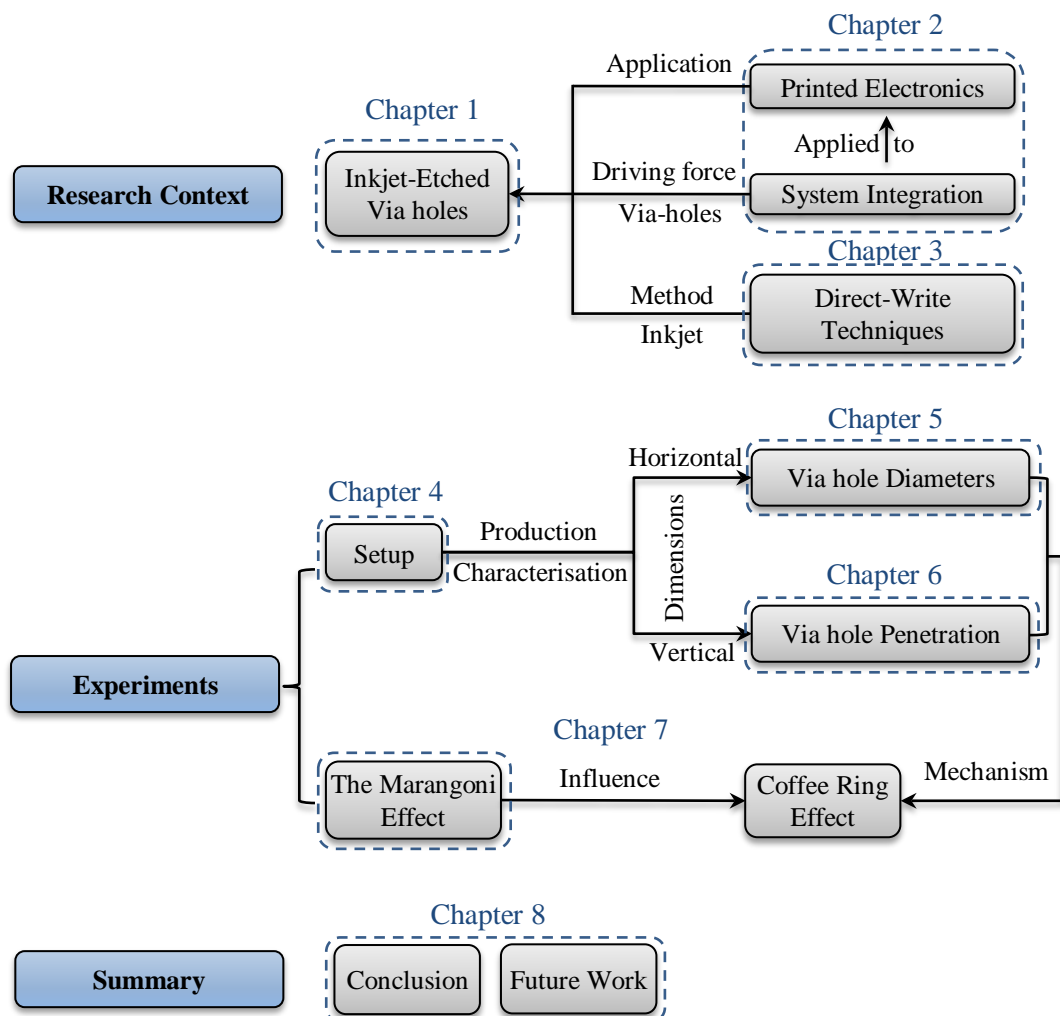 Chapter 2
Application
Printed Electronics
Chapter 1
Applied to
Inkjet-Etched
Via holes
Research Context
Driving force
Via-holes
System Integration
Chapter 3
Method
Inkjet
Direct-Write
Techniques
Chapter 5
Horizontal
Via hole Diameters
Chapter 4
Setup
Production
Characterisation
Dimensions
Chapter 6
Vertical
Via hole Penetration
Experiments
Chapter 7
The Marangoni
Effect
Influence
Coffee Ring
Effect
Mechanism
Chapter 8
Summary
Conclusion
Future Work